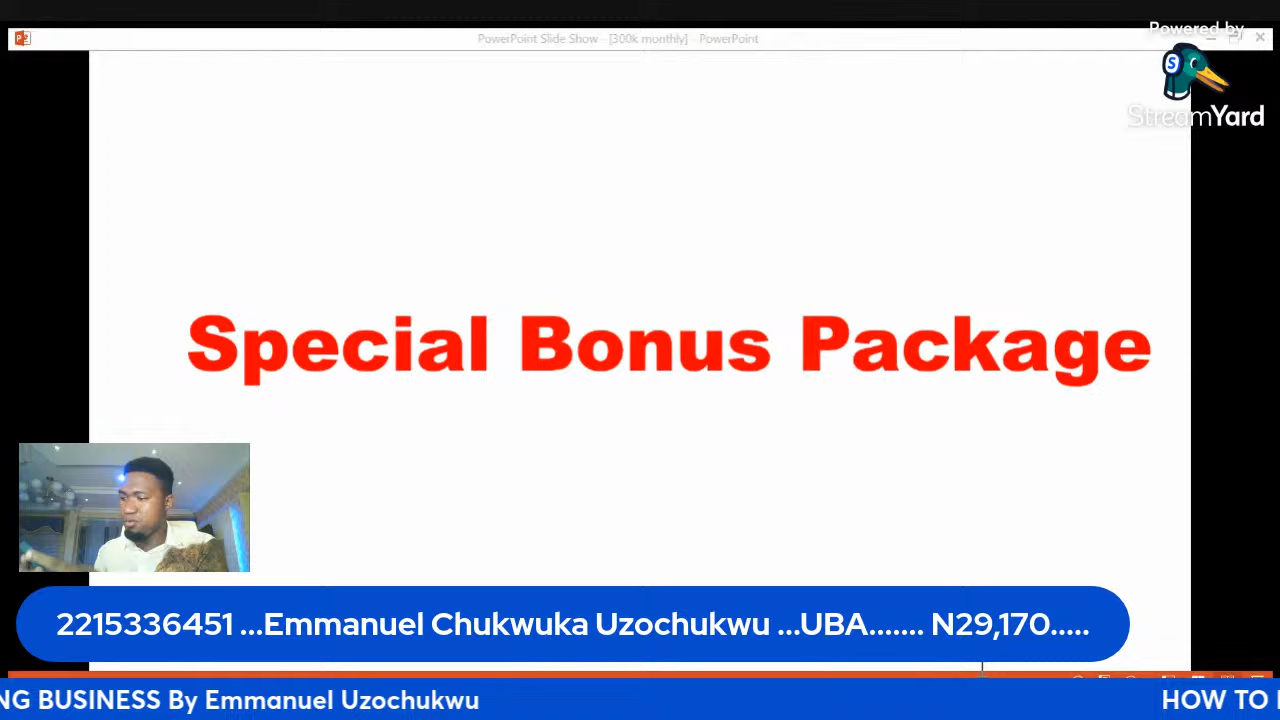 Powered by
PowerPoint Slide Show - [300k monthly] - PowerPoint
StreamYard
Special Bonus Package
2215336451 ...Emmanuel Chukwuka Uzochukwu ...UBA....... N29,170.....
NG BUSINESS By Emmanuel Uzochukwu
HOW TO